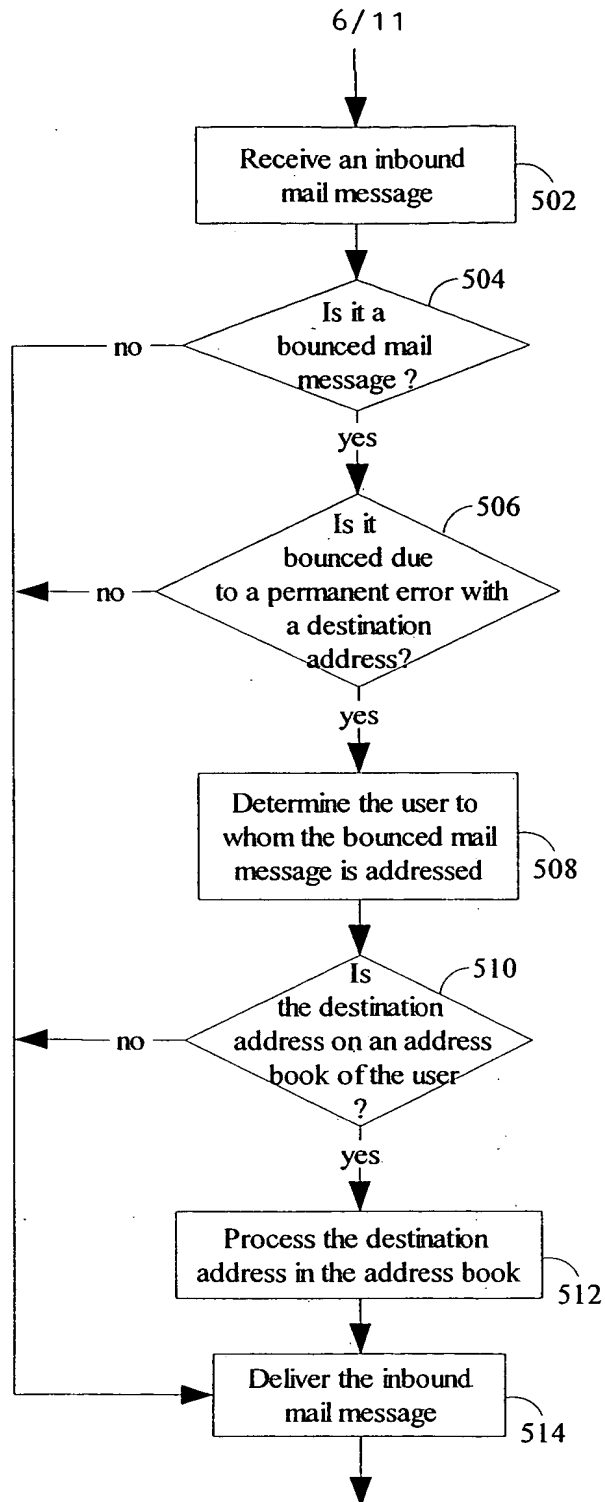 6/11
Receive an inbound
mail message
502
504
Is it a
bounced mail
message ?
no
yes
506
Is it
bounced due
to a permanent error with
a destination
address?
no
yes
Determine the user to
whom the bounced mail
message is addressed
508
510
Is
the destination
address on an address
book of the user
?
no
yes
Process the destination
address in the address book
512
Deliver the inbound
mail message
514